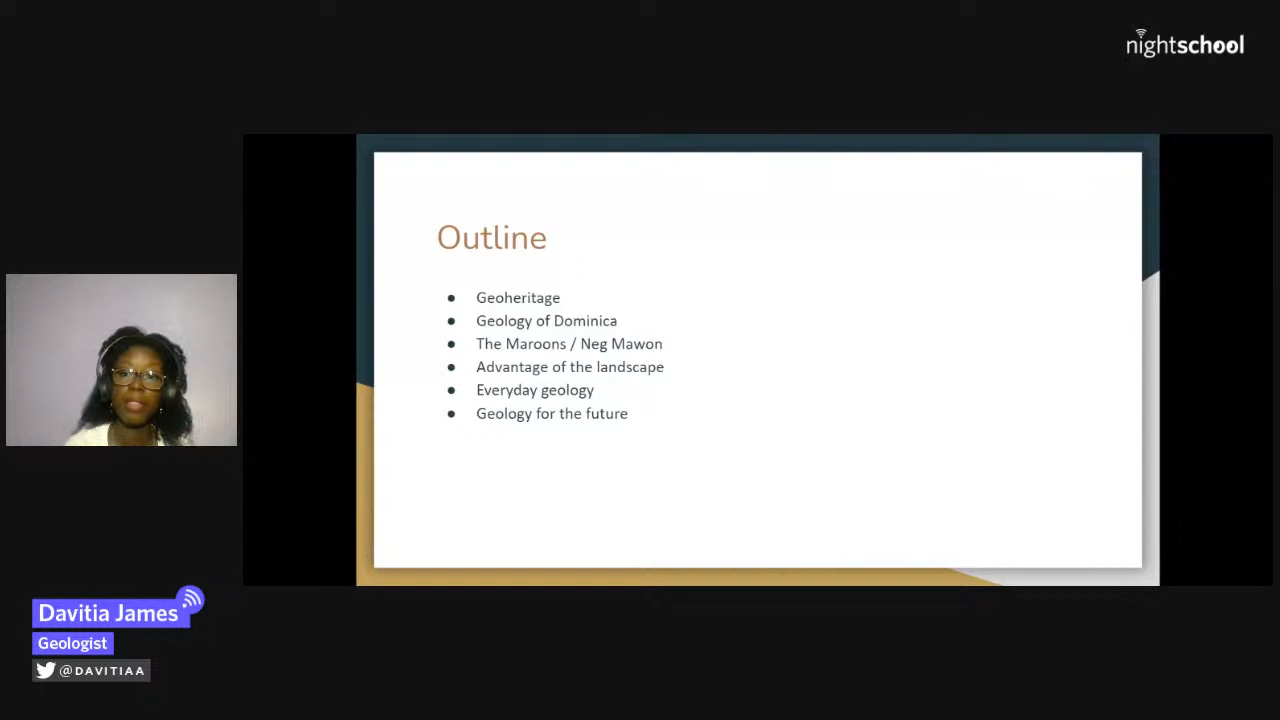 nightschool
Outline
● Geoheritage
● Geology of Dominica
● The Maroons / Neg Mawon
● Advantage of the landscape
● Everyday geology
● Geology for the future
Davitia James
Geologist
@DAVITIAA